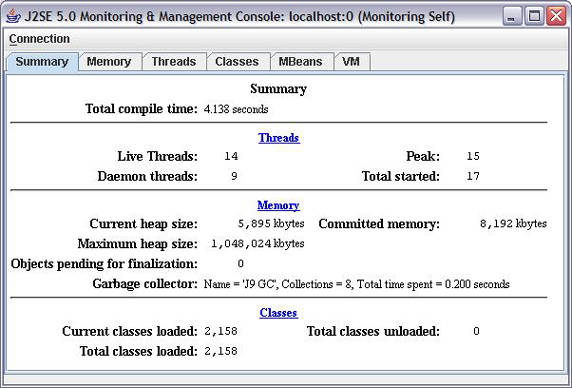 J2SE 5.0 Monitoring & Management Console: localhost:0 (Monitoring Self)
Connection
Summary Memory Threads Classes MBeans VM
Summary
Total compile time: 4.138 seconds
Threads
Live Threads: 14 Peak: 15
Daemon threads: 9 Total started: 17
Memory
Current heap size: 5,895 kbytes Committed memory: 8,192 kbytes
Maximum heap size: 1,048,024 kbytes
Objects pending for finalization: 0
Garbage collector: Name = 'J9 GC', Collections = 8, Total time spent = 0.200 seconds
Classes
Current classes loaded: 2,158 Total classes unloaded: 0
Total classes loaded: 2,158